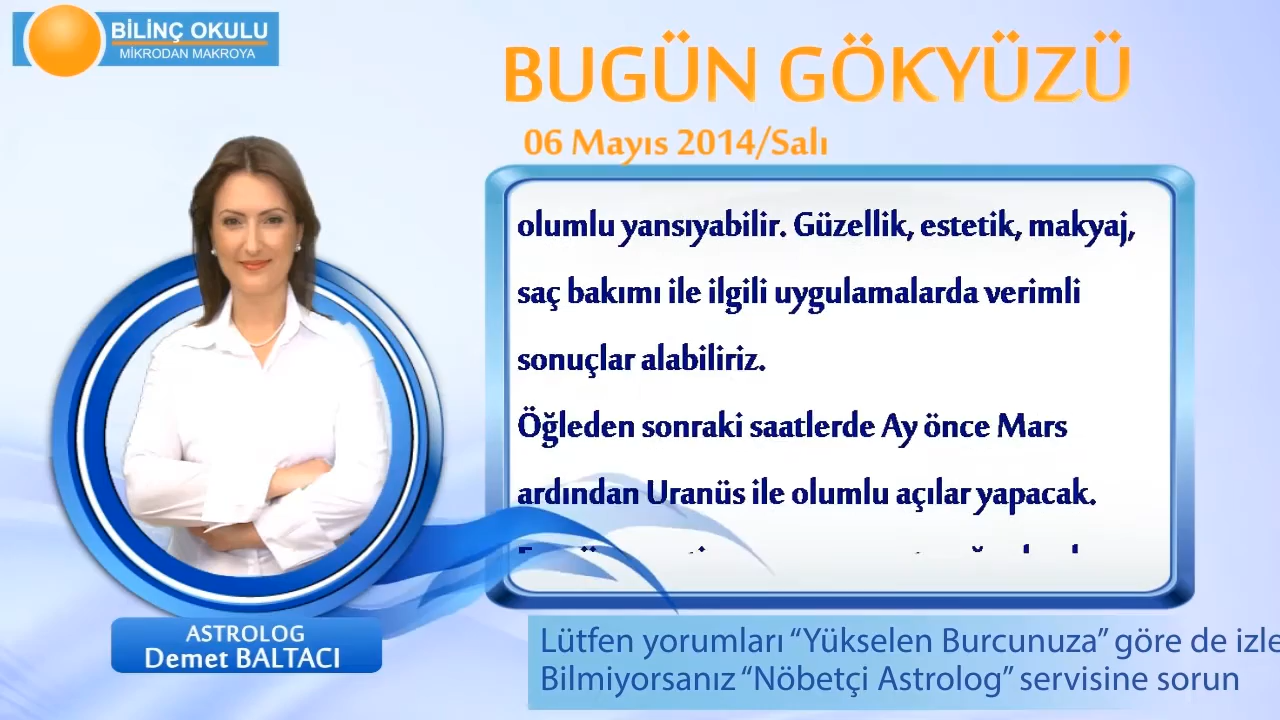 BİLİNÇ OKULU
MİKRODAN MAKROYA
BUGÜN GÖKYÜZÜ
06 Mayıs 2014/Salı
olumlu yansıyabilir. Güzellik, estetik, makyaj,
saç bakımı ile ilgili uygulamalarda verimli
sonuçlar alabiliriz.
Öğleden sonraki saatlerde Ay önce Mars
ardından Uranüs ile olumlu açılar yapacak.
ASTROLOG
Demet BALTACI
Lütfen yorumları “Yükselen Burcunuza” göre de izle
Bilmiyorsanız “Nöbetçi Astrolog” servisine sorun